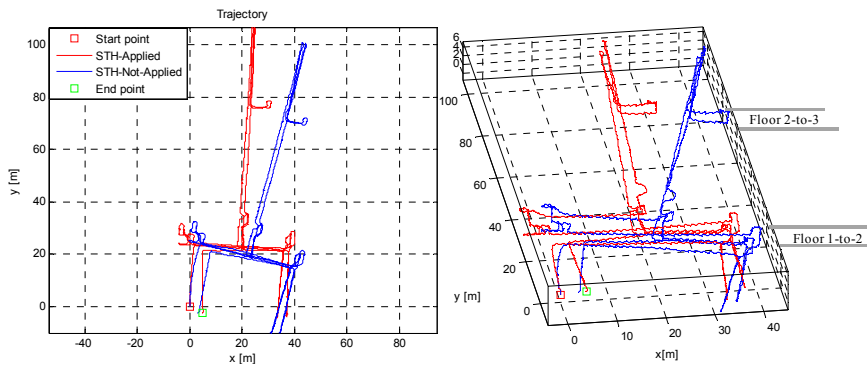 Trajectory
Start point
STH-Applied
STH-Not-Applied
End point
100
80
60
40
20
0
y [m]
-40
-20
0
20
40
60
80
x [m]
6
4
2
0
100
80
60
40
20
0
y [m]
0
10
20
30
40
x[m]
Floor 2-to-3
Floor 1-to-2